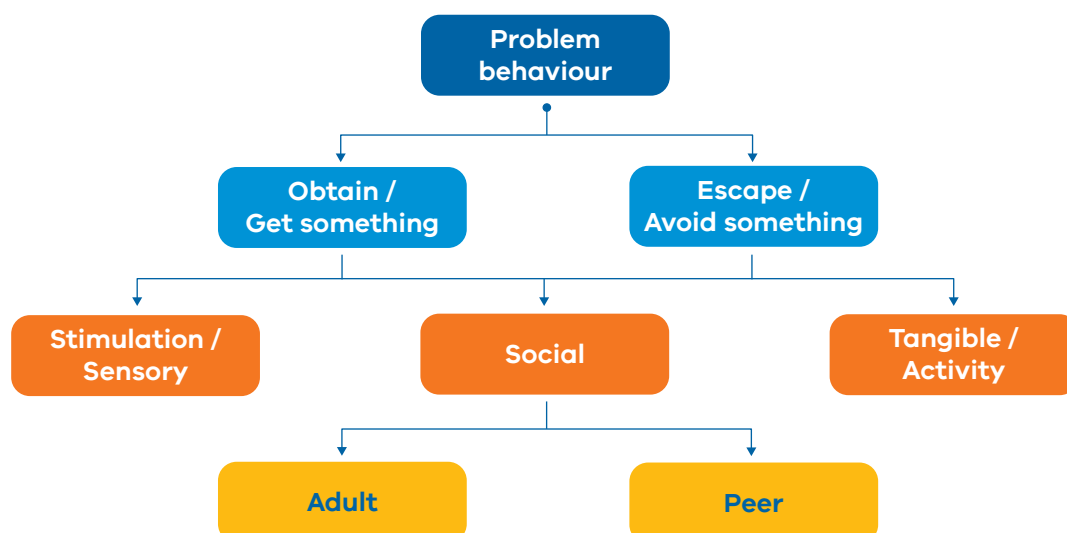 Problem
behaviour
Obtain /
Get something
Escape /
Avoid something
Stimulation /
Sensory
Social
Tangible /
Activity
Adult
Peer